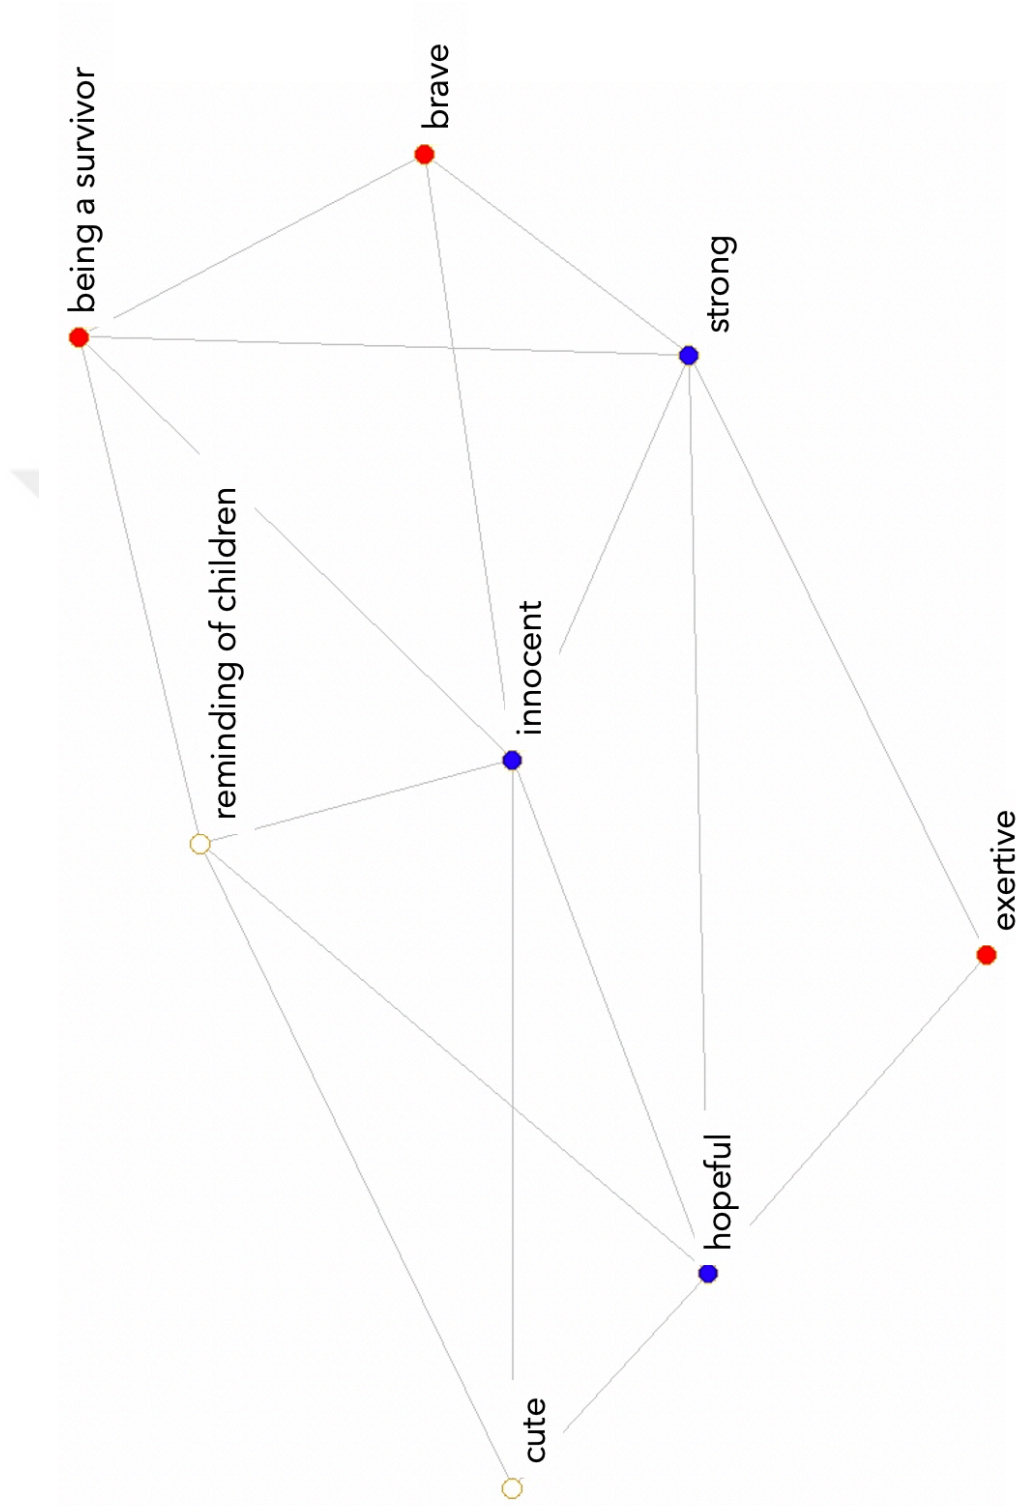 being a survivor
brave
strong
reminding of children
innocent
exertive
hopeful
cute